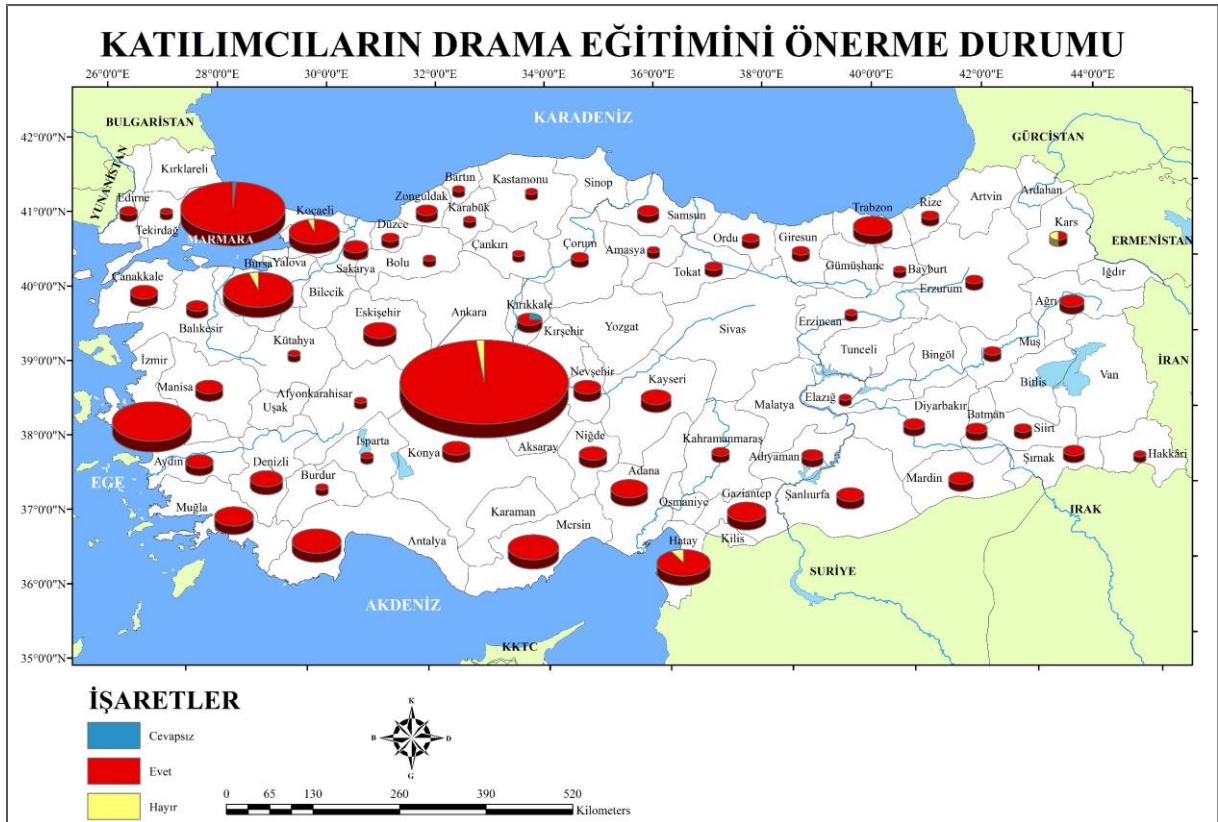 KATILIMCILARIN DRAMA EĞİTİMİNİ ÖNERME DURUMU
26°0'0"E 28°0'0"E 30°0'0"E 32°0'0"E 34°0'0"E 36°0'0"E 38°0'0"E 40°0'0"E 42°0'0"E 44°0'0"E
BULGARİSTAN
KARADENİZ
GÜRCİSTAN
42°0'0"N
YUNANİSTAN
Kırklareli
Edirne
Tekirdağ
MARMARA
Kocaeli
Zonguldak
Bartın
Karabük
Kastamonu
Sinop
Samsun
Trabzon
Rize
Artvin
Ardahan
Kars
41°0'0"N
ERMENİSTAN
Bursa
Yalova
Sakarya
Düzce
Bolu
Çankırı
Çorum
Amasya
Tokat
Ordu
Giresun
Gümüşhane
Bayburt
Erzurum
Iğdır
40°0'0"N
Çanakkale
Balıkesir
Bilecik
Eskişehir
Ankara
Kırıkkale
Kırşehir
Yozgat
Sivas
Erzincan
Ağrı
39°0'0"N
İzmir
Manisa
Kütahya
Afyonkarahisar
Uşak
Nevşehir
Kayseri
Malatya
Tunceli
Elazığ
Bingöl
Muş
Bitlis
Van
İRAN
38°0'0"N
Aydın
Denizli
Isparta
Burdur
Konya
Aksaray
Niğde
Kahramanmaraş
Adıyaman
Diyarbakır
Batman
Siirt
Şırnak
Hakkâri
EGE
37°0'0"N
Muğla
Antalya
Karaman
Mersin
Adana
Osmaniye
Gaziantep
Kilis
Şanlıurfa
Mardin
IRAK
Hatay
36°0'0"N
SURİYE
AKDENİZ
35°0'0"N
KKTC
İŞARETLER
Cevapsız
Evet
Hayır
K
B D
G
0 65 130 260 390 520
Kilometers